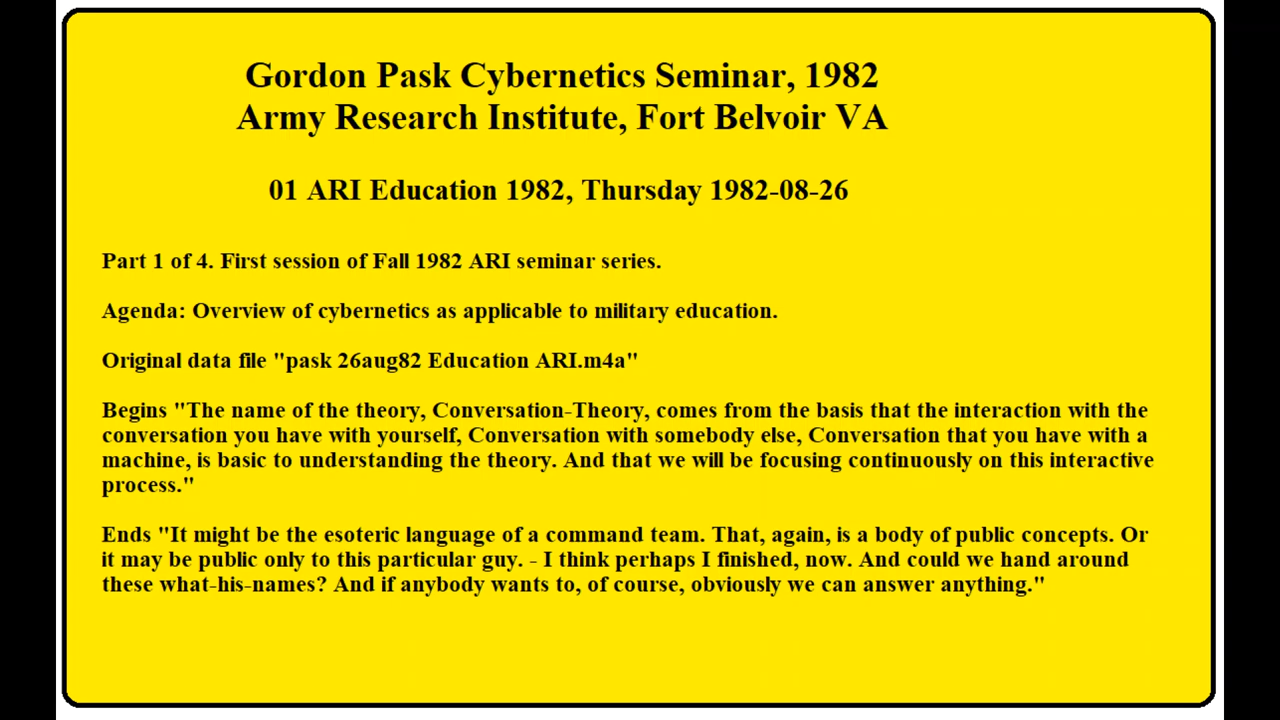 Gordon Pask Cybernetics Seminar, 1982
Army Research Institute, Fort Belvoir VA
01 ARI Education 1982, Thursday 1982-08-26
Part 1 of 4. First session of Fall 1982 ARI seminar series.
Agenda: Overview of cybernetics as applicable to military education.
Original data file "pask 26aug82 Education ARI.m4a"
Begins "The name of the theory, Conversation-Theory, comes from the basis that the interaction with the
conversation you have with yourself, Conversation with somebody else, Conversation that you have with a
machine, is basic to understanding the theory. And that we will be focusing continuously on this interactive
process."
Ends "It might be the esoteric language of a command team. That, again, is a body of public concepts. Or
it may be public only to this particular guy. - I think perhaps I finished, now. And could we hand around
these what-his-names? And if anybody wants to, of course, obviously we can answer anything."